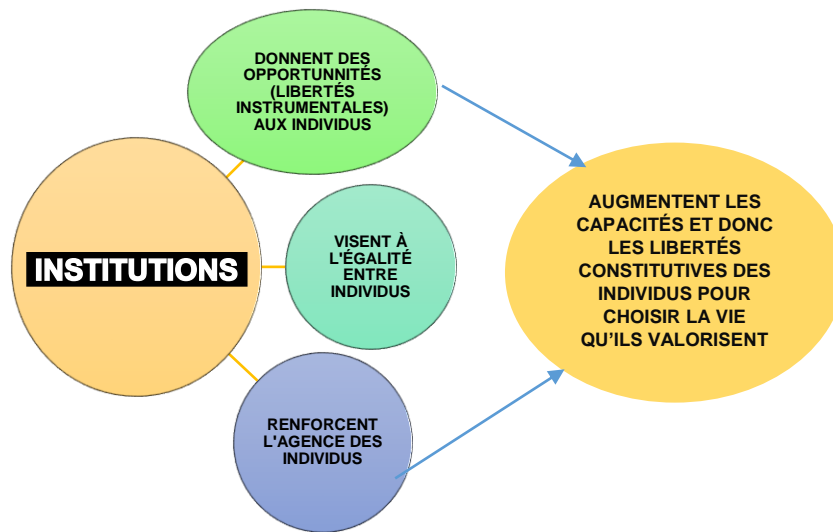 DONNENT DES
OPPORTUNNITÉS
(LIBERTÉS
INSTRUMENTALES)
AUX INDIVIDUS
INSTITUTIONS
VISENT À
L'ÉGALITÉ
ENTRE
INDIVIDUS
RENFORCENT
L'AGENCE DES
INDIVIDUS
AUGMENTENT LES
CAPACITÉS ET DONC
LES LIBERTÉS
CONSTITUTIVES DES
INDIVIDUS POUR
CHOISIR LA VIE
QU’ILS VALORISENT